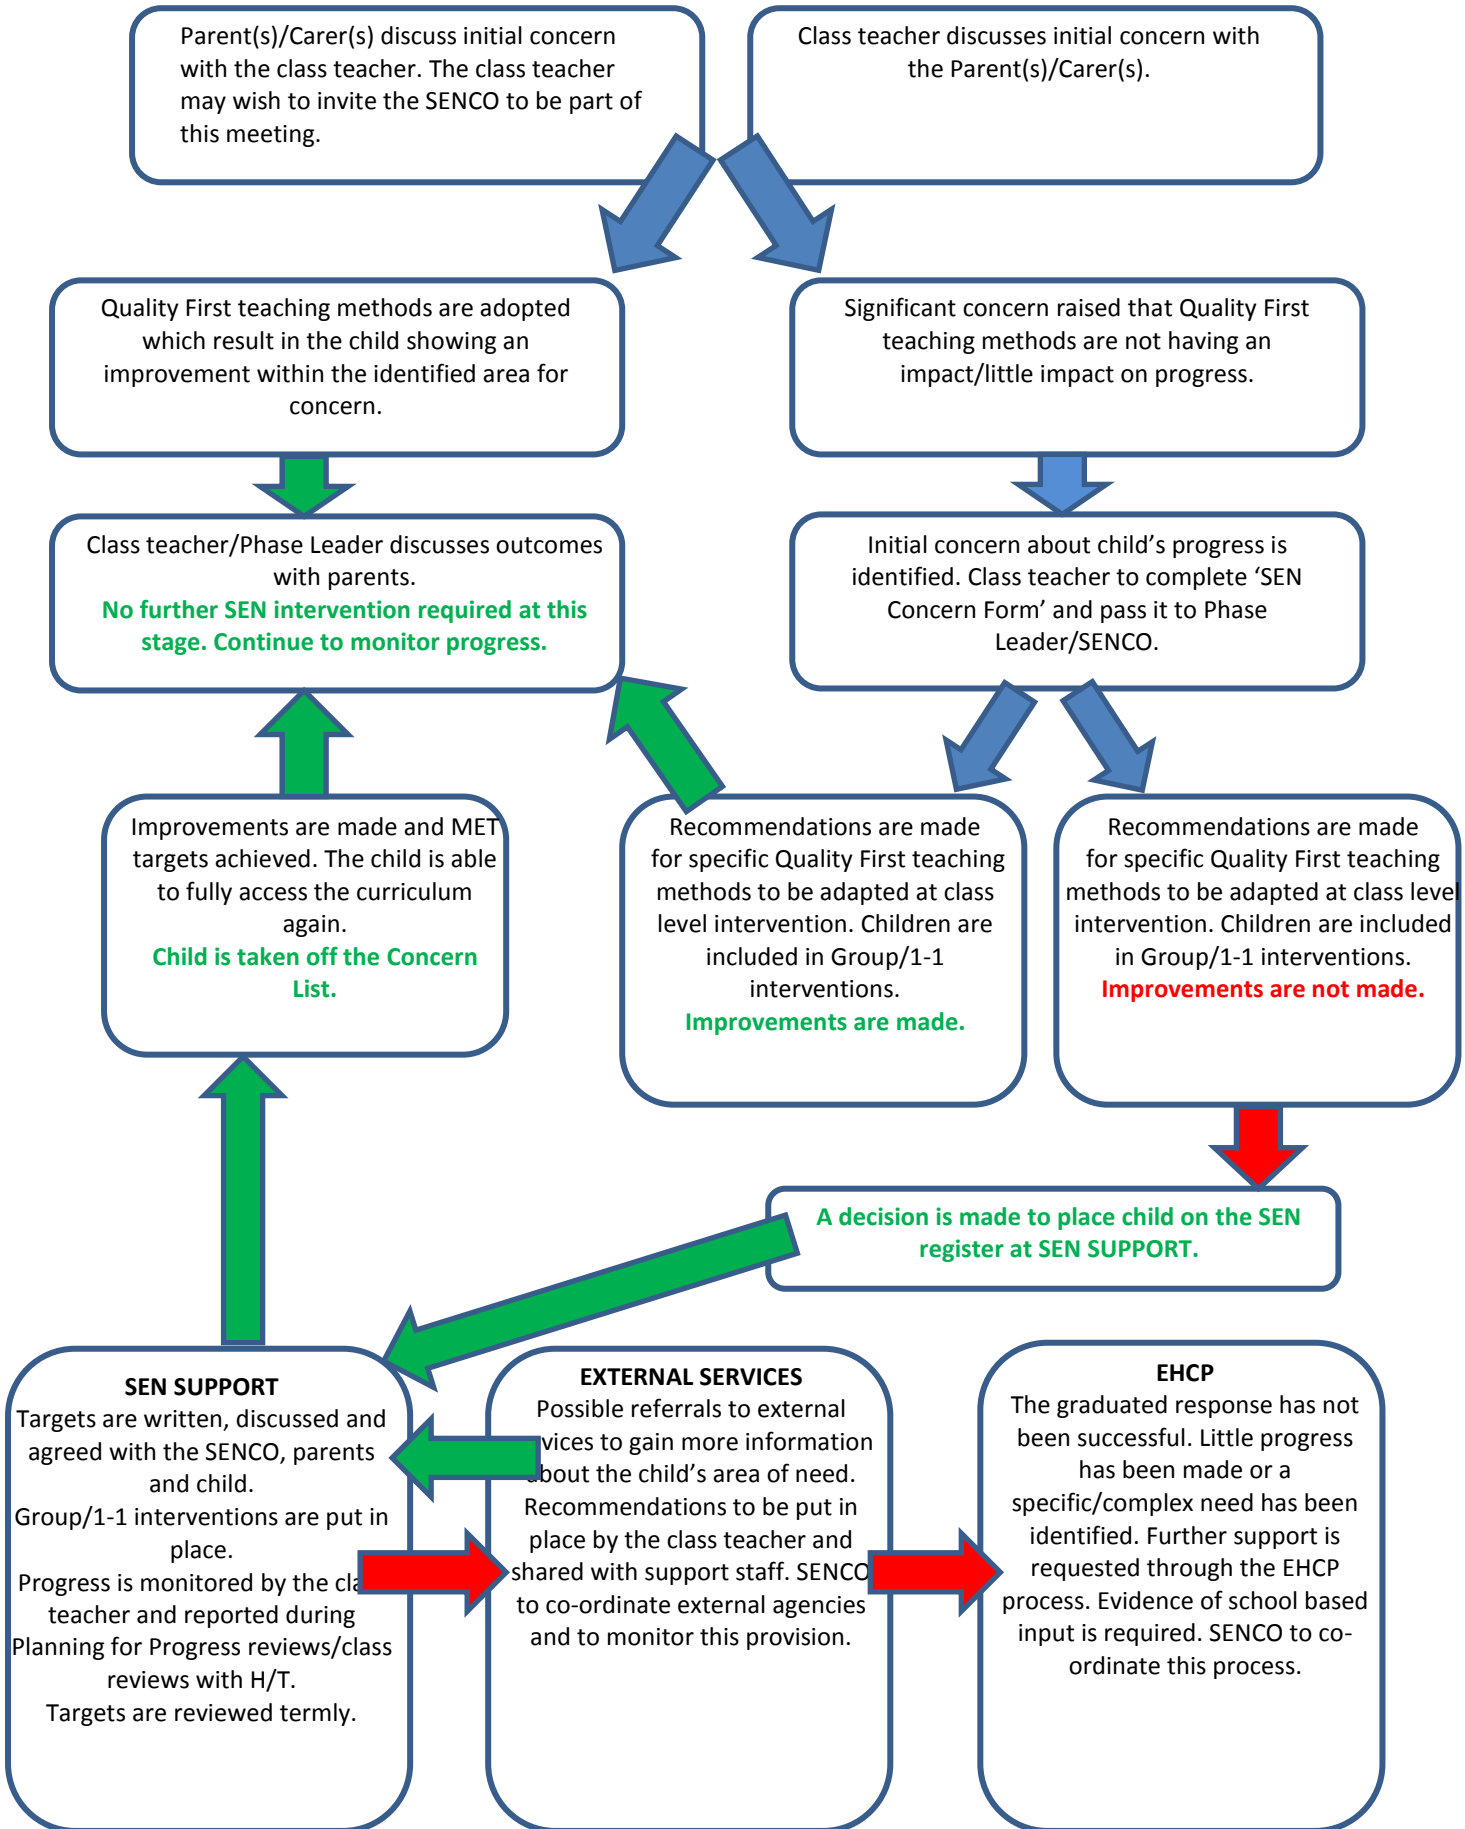 Parent(s)/Carer(s) discuss initial concern
with the class teacher. The class teacher
may wish to invite the SENCO to be part of
this meeting.
Class teacher discusses initial concern with
the Parent(s)/Carer(s).
Quality First teaching methods are adopted
which result in the child showing an
improvement within the identified area for
concern.
Significant concern raised that Quality First
teaching methods are not having an
impact/little impact on progress.
Class teacher/Phase Leader discusses outcomes
with parents.
No further SEN intervention required at this
stage. Continue to monitor progress.
Initial concern about child’s progress is
identified. Class teacher to complete ‘SEN
Concern Form’ and pass it to Phase
Leader/SENCO.
Improvements are made and MET
targets achieved. The child is able
to fully access the curriculum
again.
Child is taken off the Concern
List.
Recommendations are made
for specific Quality First teaching
methods to be adapted at class
level intervention. Children are
included in Group/1-1
interventions.
Improvements are made.
Recommendations are made
for specific Quality First teaching
methods to be adapted at class level
intervention. Children are included
in Group/1-1 interventions.
Improvements are not made.
A decision is made to place child on the SEN
register at SEN SUPPORT.
SEN SUPPORT
Targets are written, discussed and
agreed with the SENCO, parents
and child.
Group/1-1 interventions are put in
place.
Progress is monitored by the
teacher and reported during
Planning for Progress reviews/class
reviews with H/T.
Targets are reviewed termly.
EXTERNAL SERVICES
Possible referrals to external
vices to gain more information
about the child’s area of need.
Recommendations to be put in
place by the class teacher and
shared with support staff. SENCO
to co-ordinate external agencies
and to monitor this provision.
EHCP
The graduated response has not
been successful. Little progress
has been made or a
specific/complex need has been
identified. Further support is
requested through the EHCP
process. Evidence of school based
input is required. SENCO to co-
ordinate this process.